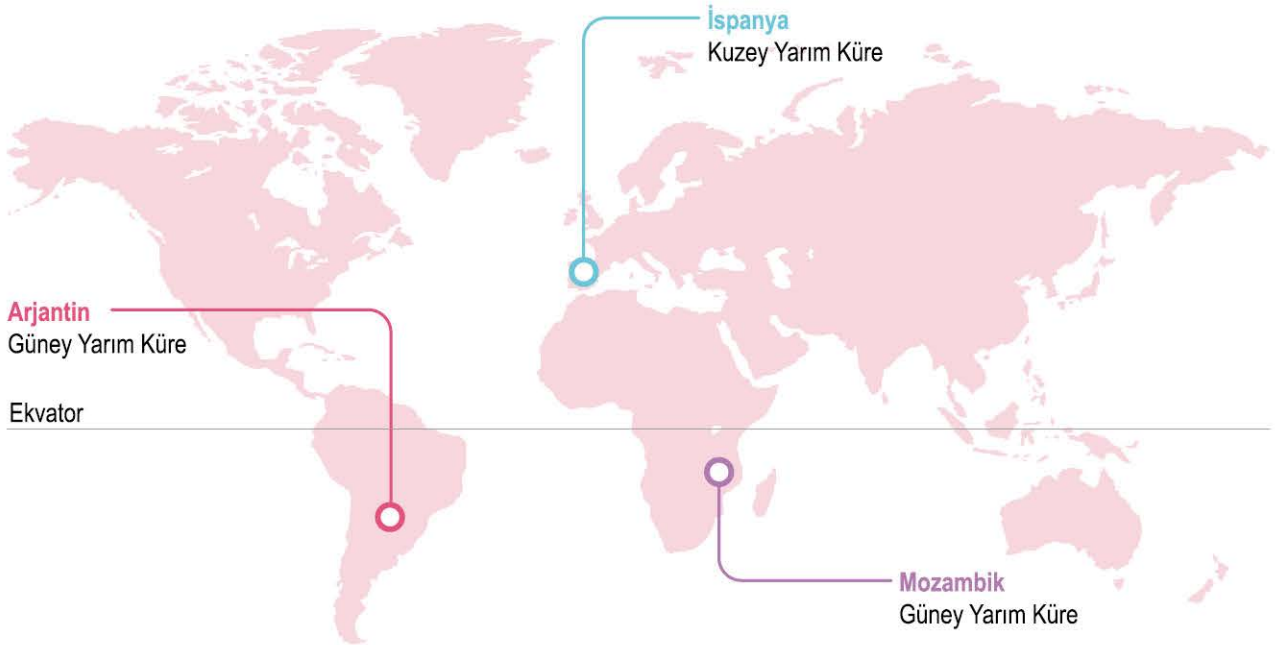 İspanya
Kuzey Yarım Küre
Arjantin
Güney Yarım Küre
Ekvator
Mozambik
Güney Yarım Küre